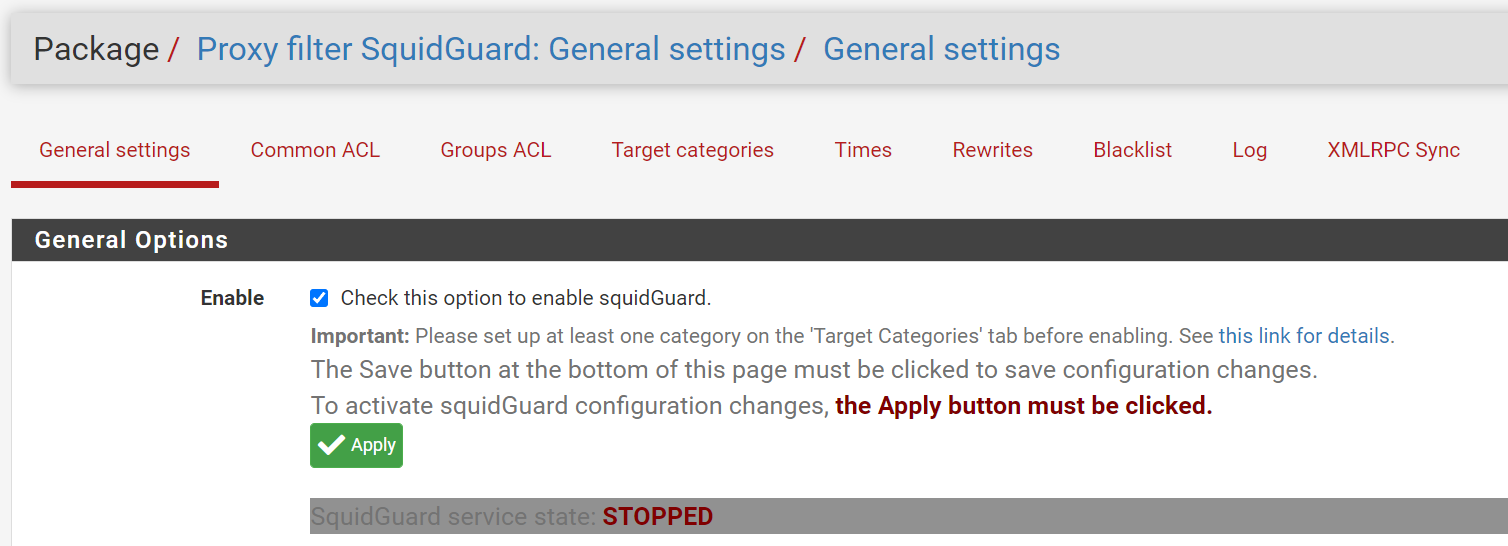 Package / Proxy filter SquidGuard: General settings / General settings
General settings Common ACL Groups ACL Target categories Times Rewrites Blacklist Log XMLRPC Sync
General Options
Enable Check this option to enable squidGuard.
Important: Please set up at least one category on the 'Target Categories' tab before enabling. See this link for details.
The Save button at the bottom of this page must be clicked to save configuration changes.
To activate squidGuard configuration changes, the Apply button must be clicked.
Apply
SquidGuard service state: STOPPED